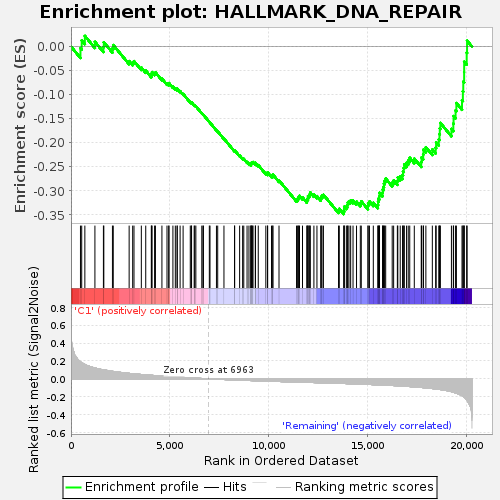 Enrichment plot: HALLMARK_DNA_REPAIR
Enrichment score (ES)
0.00
-0.05
-0.10
-0.15
-0.20
-0.25
-0.30
-0.35
'C1' (positively correlated)
Ranked list metric (Signal2Noise)
0.8
0.6
0.4
0.2
0.0
-0.2
-0.4
-0.6
Zero cross at 6963
'Remaining' (negatively correlated)
0
5,000
10,000
15,000
20,000
Rank in Ordered Dataset
Enrichment profile
Hits
Ranking metric scores